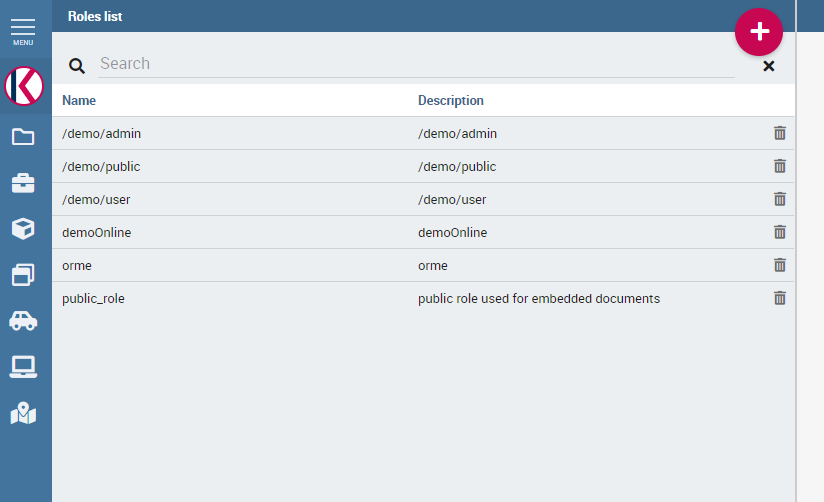 Roles list
MENU
Search
Name Description
/demo/admin /demo/admin
/demo/public /demo/public
/demo/user /demo/user
demoOnline demoOnline
orme orme
public_role public role used for embedded documents